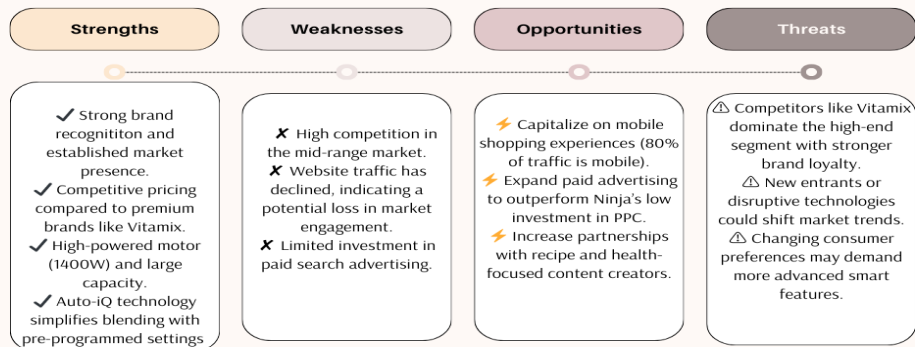 Strengths
Weaknesses
Opportunities
Threats
✔ Strong brand
recognititon and
established market
presence.
✔ Competitive pricing
compared to premium
brands like Vitamix.
✔ High-powered motor
(1400W) and large
capacity.
✔ Auto-iQ technology
simplifies blending with
pre-programmed settings
✘ High competition in
the mid-range market.
✘ Website traffic has
declined, indicating a
potential loss in market
engagement.
✘ Limited investment in
paid search advertising.
⚡ Capitalize on mobile
shopping experiences (80%
of traffic is mobile).
⚡ Expand paid advertising
to outperform Ninja’s low
investment in PPC.
⚡ Increase partnerships
with recipe and health-
focused content creators.
⚠ Competitors like Vitamix
dominate the high-end
segment with stronger
brand loyalty.
⚠ New entrants or
disruptive technologies
could shift market trends.
⚠ Changing consumer
preferences may demand
more advanced smart
features.